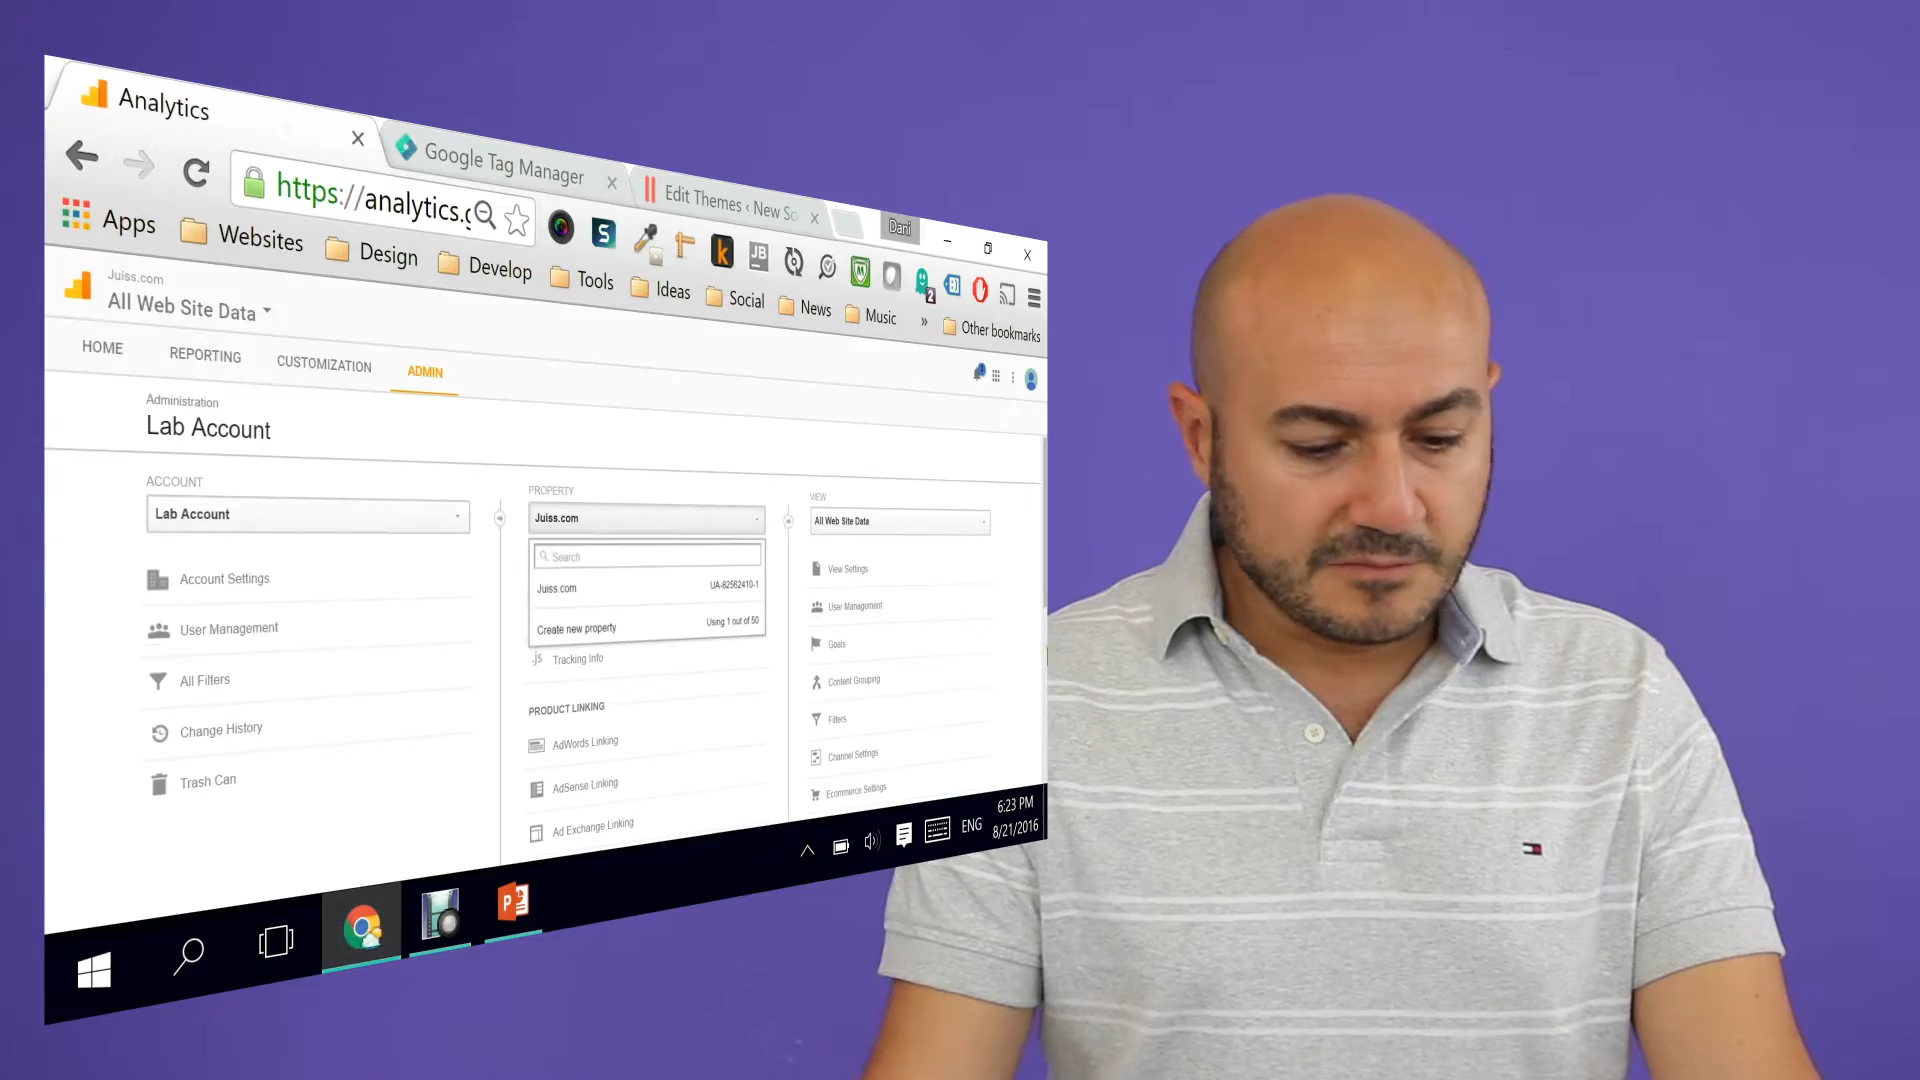 Analytics
Google Tag Manager
Edit Themes ‹ New So
Dani
https://analytics.g
S
k
JB
2
Apps
Websites
Design
Develop
Tools
Ideas
Social
News
Music
»
Other bookmarks
Juiss.com
All Web Site Data
HOME
REPORTING
CUSTOMIZATION
ADMIN
Administration
Lab Account
ACCOUNT
Lab Account
Account Settings
User Management
All Filters
Change History
Trash Can
PROPERTY
Juiss.com
Search
Juiss.com UA-82562410-1
Create new property Using 1 out of 50
.js Tracking Info
PRODUCT LINKING
AdWords Linking
AdSense Linking
Ad Exchange Linking
VIEW
All Web Site Data
View Settings
User Management
Goals
Content Grouping
Filters
Channel Settings
Ecommerce Settings
ENG
6:23 PM
8/21/2016
P